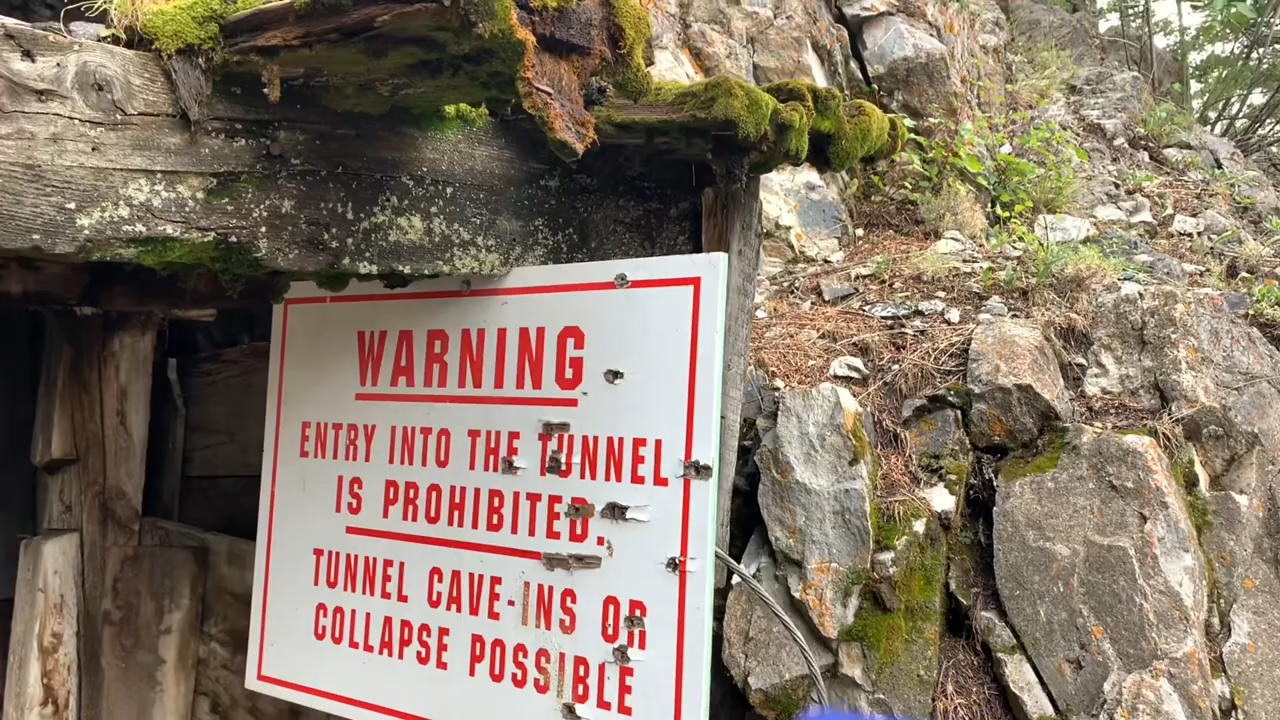 WARNING
ENTRY INTO THE TUNNEL
IS PROHIBITED.
TUNNEL CAVE-INS OR
COLLAPSE POSSIBLE